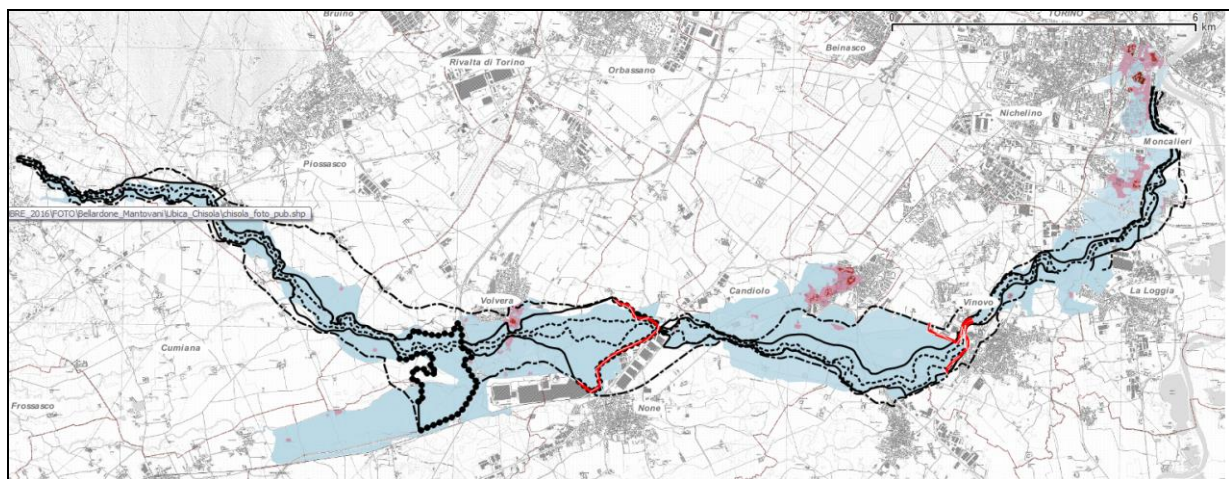 Bruino
Beinasco
TORINO
0 6
km
Rivalta di Torino
Orbassano
Nichelino
Moncalieri
Piossasco
BRE_2016\FOTO\Bellardone_Mantovani\Ubica_Chisola\chisola_foto_pub.shp
Volvera
Candiolo
Vinovo
La Loggia
Cumiana
Frossasco
None